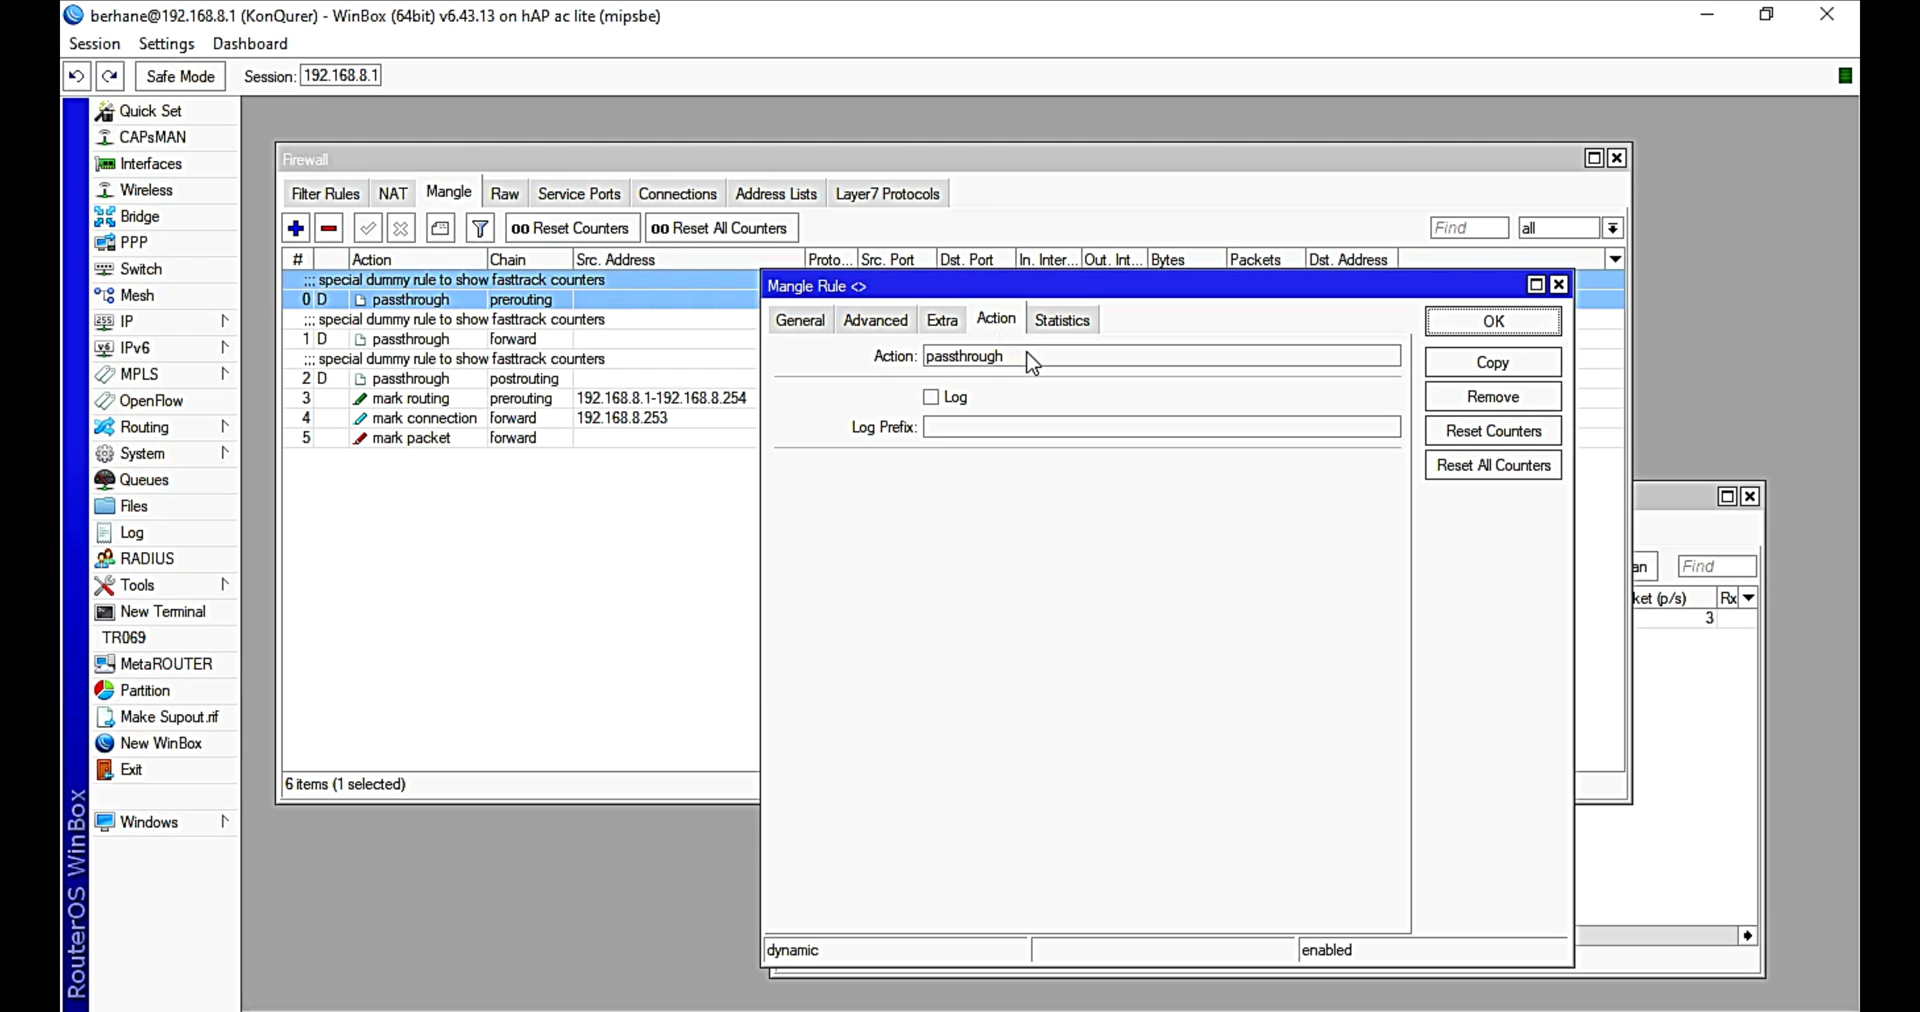 berhane@192.168.8.1 (KonQurer) - WinBox (64bit) v6.43.13 on hAP ac lite (mipsbe)
Session Settings Dashboard
Safe Mode Session: 192.168.8.1
Quick Set
CAPsMAN
Interfaces
Wireless
Bridge
PPP
Switch
Mesh
IP
IPv6
MPLS
OpenFlow
Routing
System
Queues
Files
Log
RADIUS
Tools
New Terminal
TR069
MetaROUTER
Partition
Make Supout.rif
New WinBox
Exit
Windows
RouterOS WinBox
Firewall
Filter Rules NAT Mangle Raw Service Ports Connections Address Lists Layer7 Protocols
00 Reset Counters 00 Reset All Counters Find all
# Action Chain Src. Address Proto... Src. Port Dst. Port In. Inter... Out. Int... Bytes Packets Dst. Address
;;; special dummy rule to show fasttrack counters
0 D passthrough prerouting
;;; special dummy rule to show fasttrack counters
1 D passthrough forward
;;; special dummy rule to show fasttrack counters
2 D passthrough postrouting
3 mark routing prerouting 192.168.8.1-192.168.8.254
4 mark connection forward 192.168.8.253
5 mark packet forward
6 items (1 selected)
Mangle Rule <>
General Advanced Extra Action Statistics
Action: passthrough
Log
Log Prefix:
OK
Copy
Remove
Reset Counters
Reset All Counters
dynamic enabled
an Find
ket (p/s) Rx
3